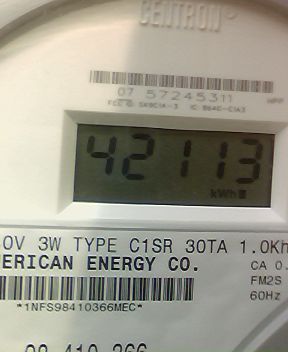 CENTRON
07 57245311
FCC ID: SK9C1A-3 IC: 864C-C1A3
42113
kWh
0V 3W TYPE C1SR 30TA 1.0Kh
ERICAN ENERGY CO.
CA 0.
FM2S
60Hz
*1NFS98410366MEC*
98 410 366